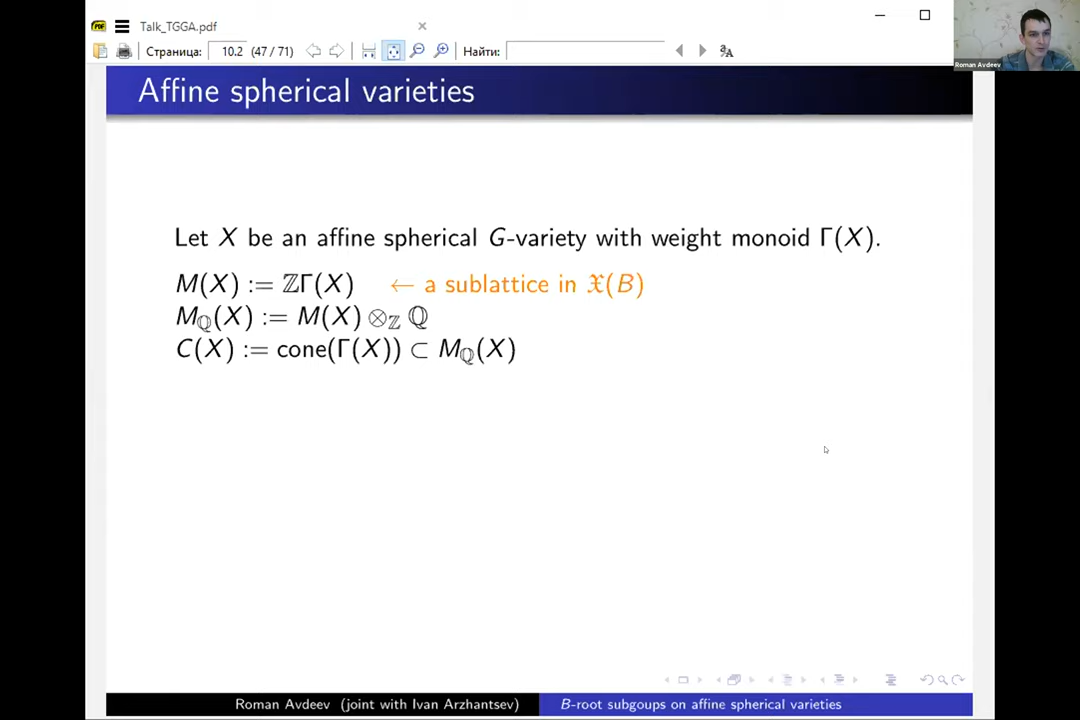 Talk_TGGA.pdf
Страница: 10.2 (47 / 71) Найти:
Roman Avdeev
Affine spherical varieties
Let X be an affine spherical G-variety with weight monoid Γ(X).
M(X) := ℤΓ(X) ← a sublattice in 𝔛(B)
M_ℚ(X) := M(X) ⊗_ℤ ℚ
C(X) := cone(Γ(X)) ⊂ M_ℚ(X)
Roman Avdeev (joint with Ivan Arzhantsev) B-root subgoups on affine spherical varieties